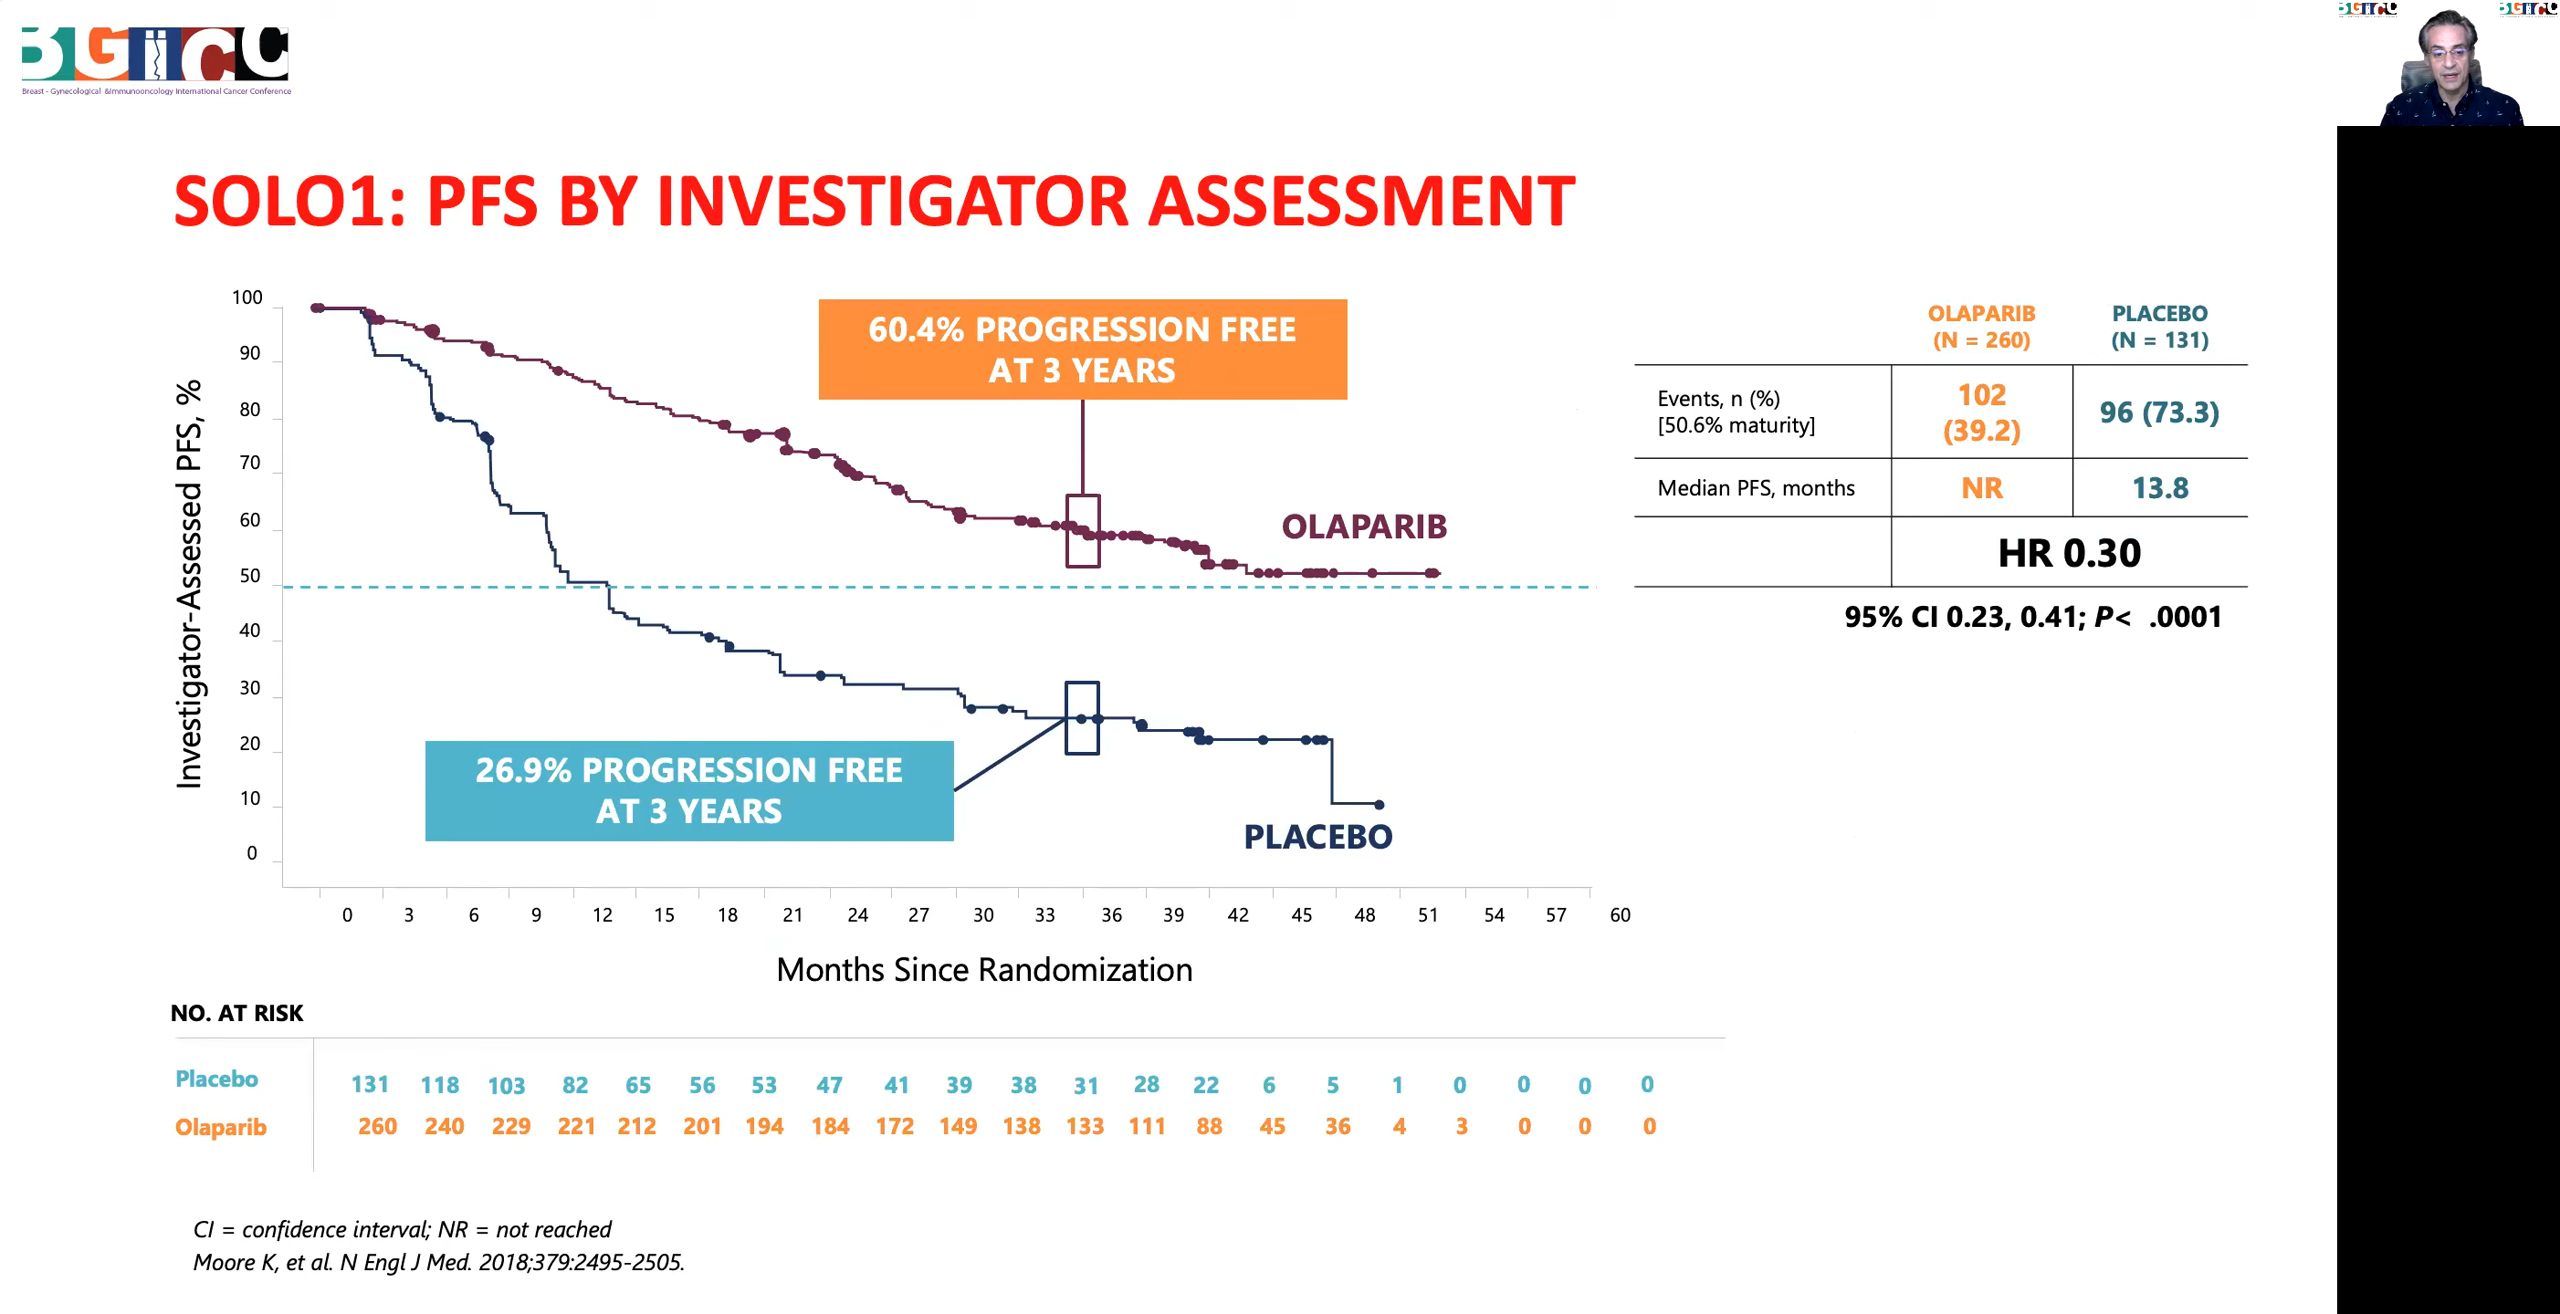 BGiiCC
Breast - Gynecological &Immunooncology International Cancer Conference
BGiiCC
BGiiCC
SOLO1: PFS BY INVESTIGATOR ASSESSMENT
Investigator-Assessed PFS, %
100
90
80
70
60
50
40
30
20
10
0
60.4% PROGRESSION FREE
AT 3 YEARS
OLAPARIB
26.9% PROGRESSION FREE
AT 3 YEARS
PLACEBO
0 3 6 9 12 15 18 21 24 27 30 33 36 39 42 45 48 51 54 57 60
Months Since Randomization
OLAPARIB PLACEBO
(N = 260) (N = 131)
Events, n (%) 102 96 (73.3)
[50.6% maturity] (39.2)
Median PFS, months NR 13.8
HR 0.30
95% CI 0.23, 0.41; P< .0001
NO. AT RISK
Placebo 131 118 103 82 65 56 53 47 41 39 38 31 28 22 6 5 1 0 0 0 0
Olaparib 260 240 229 221 212 201 194 184 172 149 138 133 111 88 45 36 4 3 0 0 0
CI = confidence interval; NR = not reached
Moore K, et al. N Engl J Med. 2018;379:2495-2505.